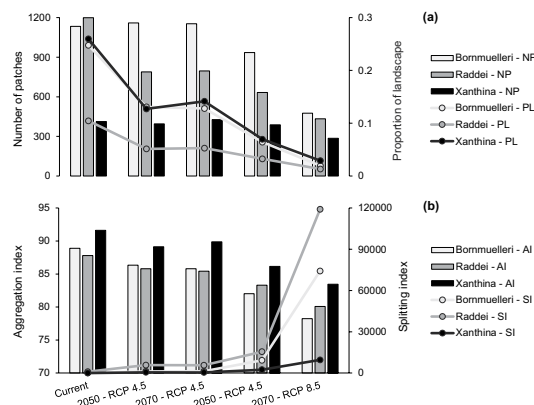 (a)
1200
900
600
300
0
Number of patches
0.3
0.2
0.1
0
Proportion of landscape
Bornmuelleri - NP
Raddei - NP
Xanthina - NP
Bornmuelleri - PL
Raddei - PL
Xanthina - PL
(b)
95
90
85
80
75
70
Aggregation index
120000
90000
60000
30000
0
Splitting index
Bornmuelleri - AI
Raddei - AI
Xanthina - AI
Bornmuelleri - SI
Raddei - SI
Xanthina - SI
Current
2050 - RCP 4.5
2070 - RCP 4.5
2050 - RCP 4.5
2070 - RCP 8.5